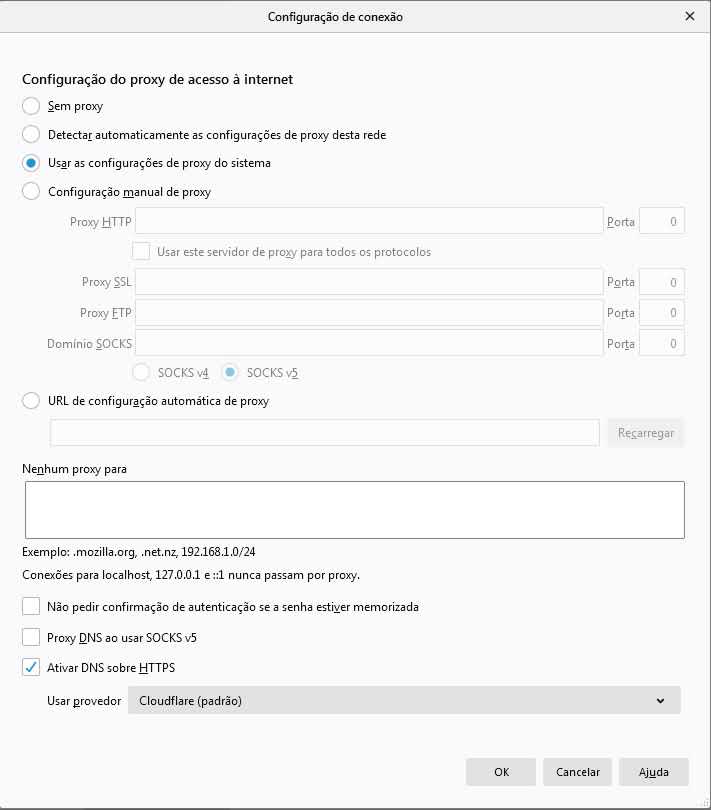 Configuração de conexão
Configuração do proxy de acesso à internet
Sem proxy
Detectar automaticamente as configurações de proxy desta rede
Usar as configurações de proxy do sistema
Configuração manual de proxy
Proxy HTTP Porta 0
Usar este servidor de proxy para todos os protocolos
Proxy SSL Porta 0
Proxy FTP Porta 0
Domínio SOCKS Porta 0
SOCKS v4 SOCKS v5
URL de configuração automática de proxy
Recarregar
Nenhum proxy para
Exemplo: .mozilla.org, .net.nz, 192.168.1.0/24
Conexões para localhost, 127.0.0.1 e ::1 nunca passam por proxy.
Não pedir confirmação de autenticação se a senha estiver memorizada
Proxy DNS ao usar SOCKS v5
Ativar DNS sobre HTTPS
Usar provedor Cloudflare (padrão)
OK Cancelar Ajuda